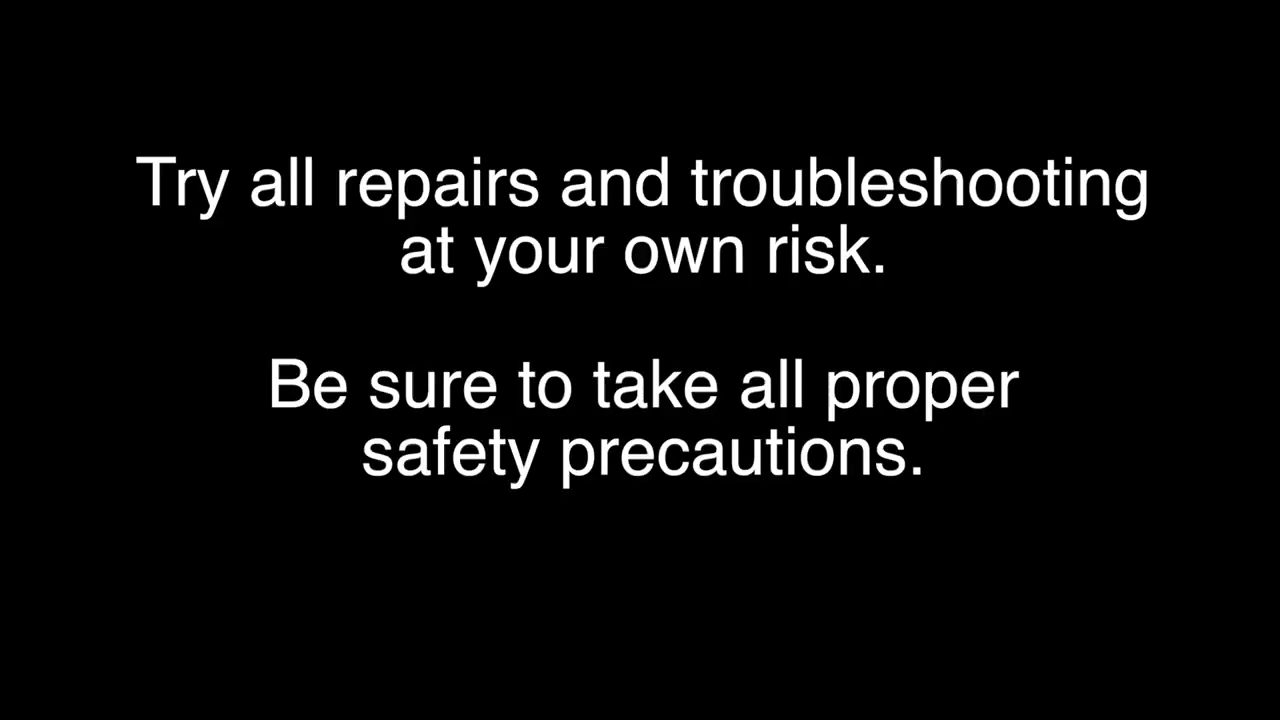 Try all repairs and troubleshooting
at your own risk.
Be sure to take all proper
safety precautions.